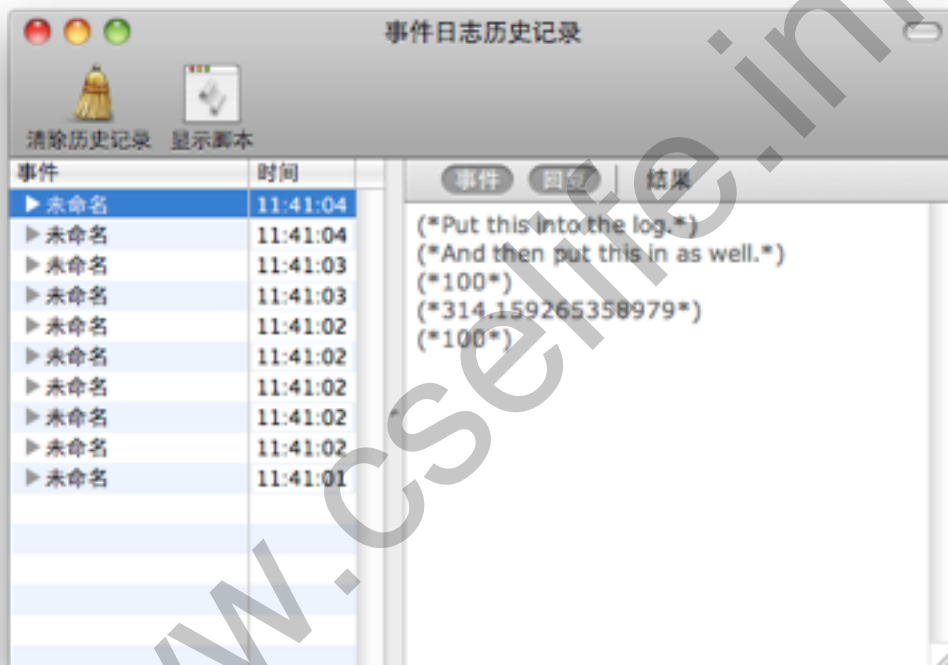 事件日志历史记录
清除历史记录 显示脚本
事件 时间
未命名 11:41:04
未命名 11:41:04
未命名 11:41:03
未命名 11:41:03
未命名 11:41:02
未命名 11:41:02
未命名 11:41:02
未命名 11:41:02
未命名 11:41:02
未命名 11:41:01
事件 回复 结果
(*Put this into the log.*)
(*And then put this in as well.*)
(*100*)
(*314.159265358979*)
(*100*)
w.cselife.in